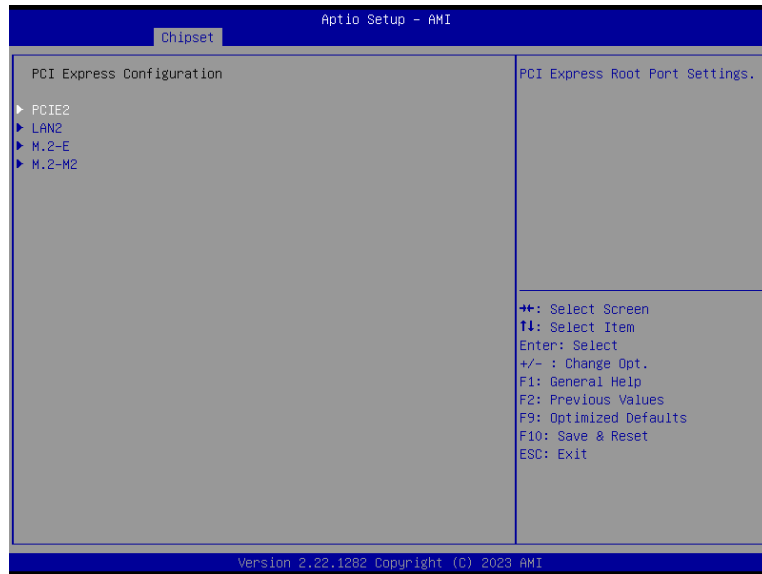 Aptio Setup - AMI
Chipset
PCI Express Configuration
PCI Express Root Port Settings.
▶ PCIE2
▶ LAN2
▶ M.2-E
▶ M.2-M2
→←: Select Screen
↑↓: Select Item
Enter: Select
+/- : Change Opt.
F1: General Help
F2: Previous Values
F9: Optimized Defaults
F10: Save & Reset
ESC: Exit
Version 2.22.1282 Copyright (C) 2023 AMI